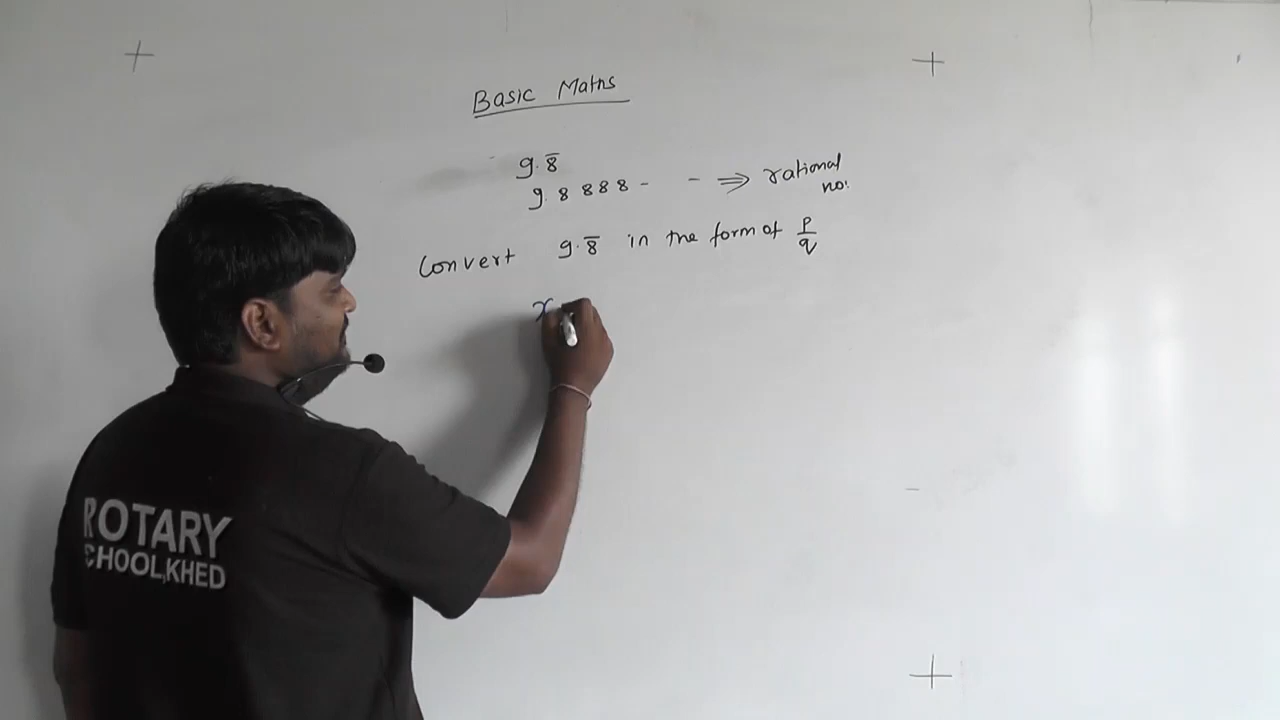 Basic Maths
9.8̅
9.8888 - - ⇒ rational no.
Convert 9.8̅ in the form of p/q
x
ROTARY
SCHOOL,KHED